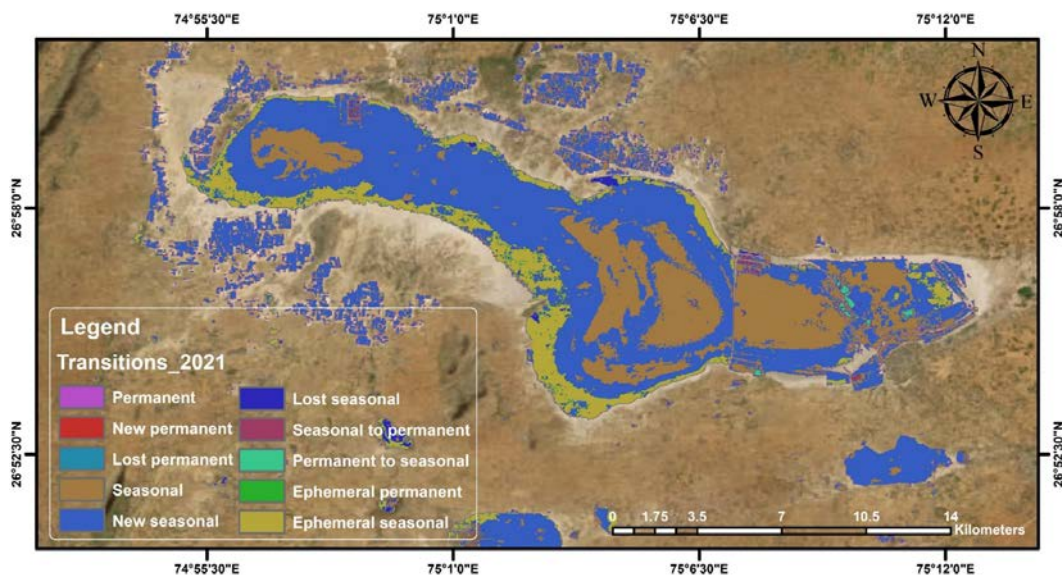 74°55'30"E 75°1'0"E 75°6'30"E 75°12'0"E
N
W E
S
26°58'0"N 26°58'0"N
Legend
Transitions_2021
Permanent
New permanent
Lost permanent
Seasonal
New seasonal
Lost seasonal
Seasonal to permanent
Permanent to seasonal
Ephemeral permanent
Ephemeral seasonal
26°52'30"N 26°52'30"N
0 1.75 3.5 7 10.5 14
Kilometers
74°55'30"E 75°1'0"E 75°6'30"E 75°12'0"E